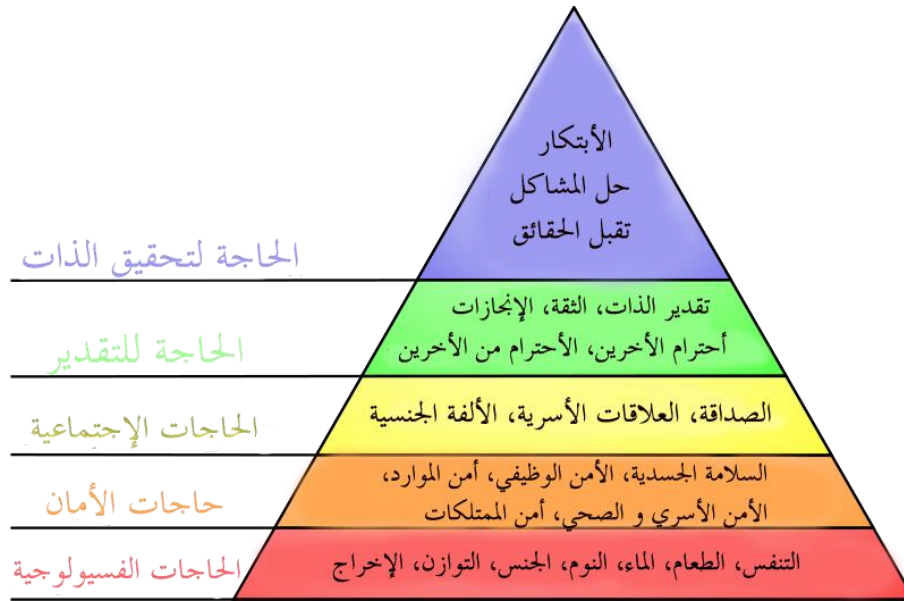 الأبتكار
حل المشاكل
تقبل الحقائق
الحاجة لتحقيق الذات
تقدير الذات، الثقة، الإنجازات
أحترام الأخرين، الأحترام من الأخرين
الحاجة للتقدير
الصداقة، العلاقات الأسرية، الألفة الجنسية
الحاجات الإجتماعية
السلامة الجسدية، الأمن الوظيفي، أمن الموارد،
الأمن الأسري و الصحي، أمن الممتلكات
حاجات الأمان
التنفس، الطعام، الماء، النوم، الجنس، التوازن، الإخراج
الحاجات الفسيولوجية